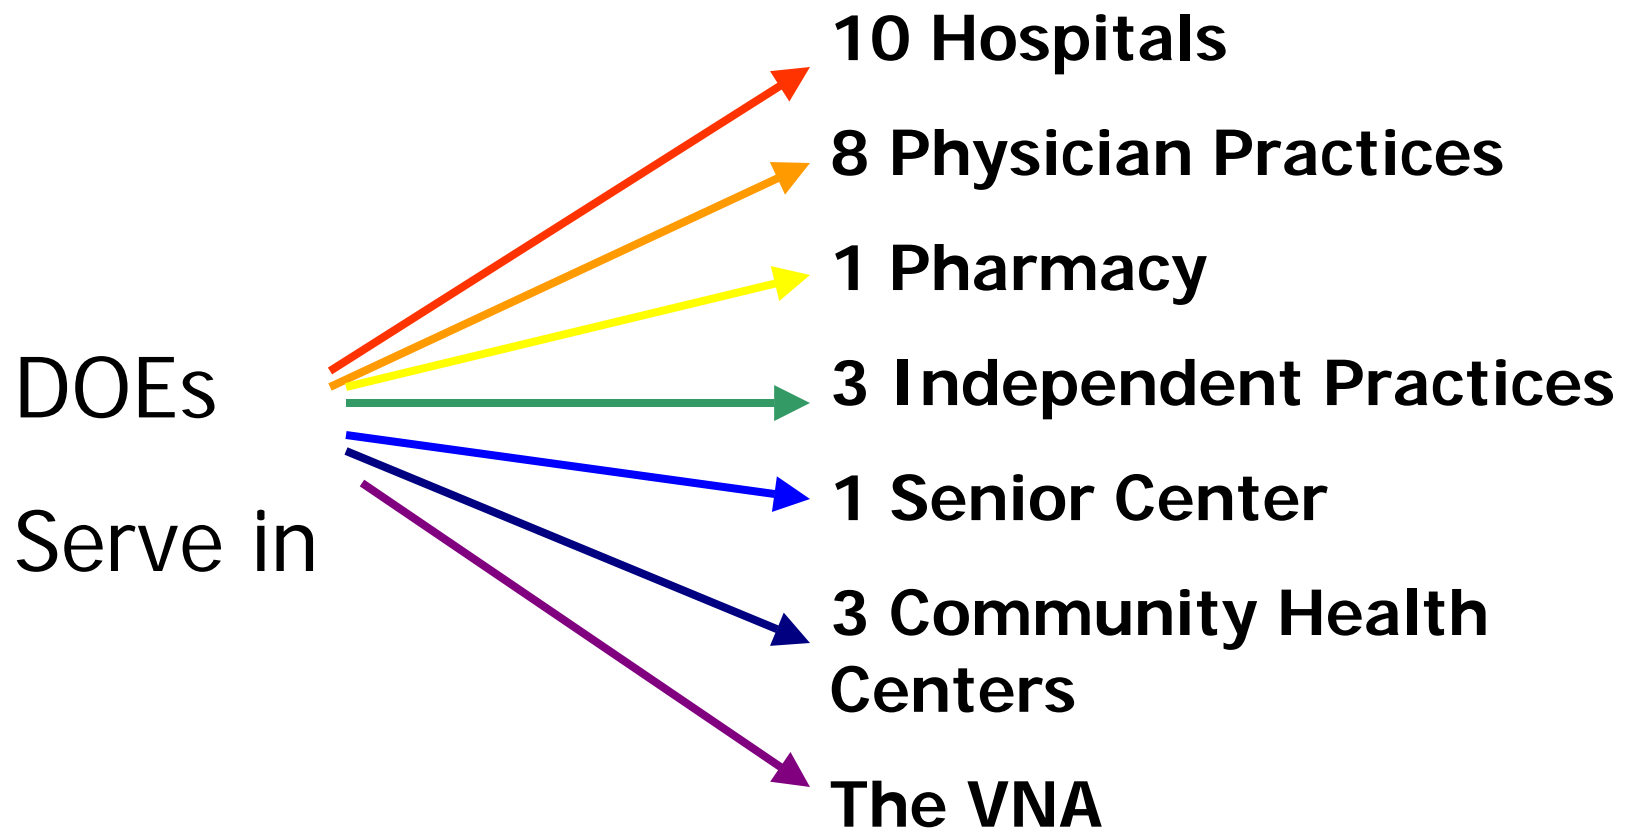 10 Hospitals
8 Physician Practices
1 Pharmacy
DOEs
3 Independent Practices
1 Senior Center
Serve in
3 Community Health
Centers
The VNA